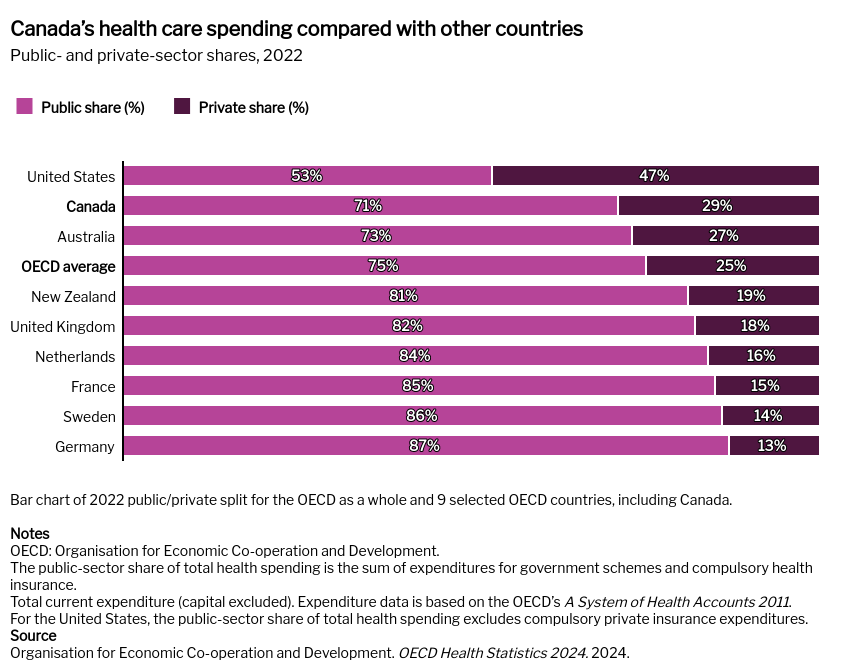 Canada’s health care spending compared with other countries
Public- and private-sector shares, 2022
Public share (%) Private share (%)
United States 53% 47%
Canada 71% 29%
Australia 73% 27%
OECD average 75% 25%
New Zealand 81% 19%
United Kingdom 82% 18%
Netherlands 84% 16%
France 85% 15%
Sweden 86% 14%
Germany 87% 13%
Bar chart of 2022 public/private split for the OECD as a whole and 9 selected OECD countries, including Canada.
Notes
OECD: Organisation for Economic Co-operation and Development.
The public-sector share of total health spending is the sum of expenditures for government schemes and compulsory health
insurance.
Total current expenditure (capital excluded). Expenditure data is based on the OECD’s A System of Health Accounts 2011.
For the United States, the public-sector share of total health spending excludes compulsory private insurance expenditures.
Source
Organisation for Economic Co-operation and Development. OECD Health Statistics 2024. 2024.